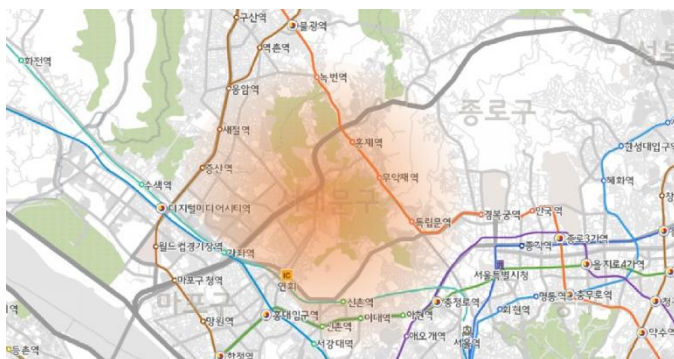 구산역
불광역
역촌역
화전역
녹번역
응암역
종로구
새절역
홍제역
한성대입구역
증산역
무악재역
수색역
혜화역
디지털미디어시티역
독립문역
경복궁역
안국역
월드컵경기장역
가좌역
종각역
종로3가역
마포구청역
IC
연희
서울특별시청
을지로4가역
마포구
신촌역
충정로역
명동역
충무로역
회현역
망원역
홍대입구역
신촌역
이대역
아현역
서강대역
애오개역
약수역
등촌역
합정역